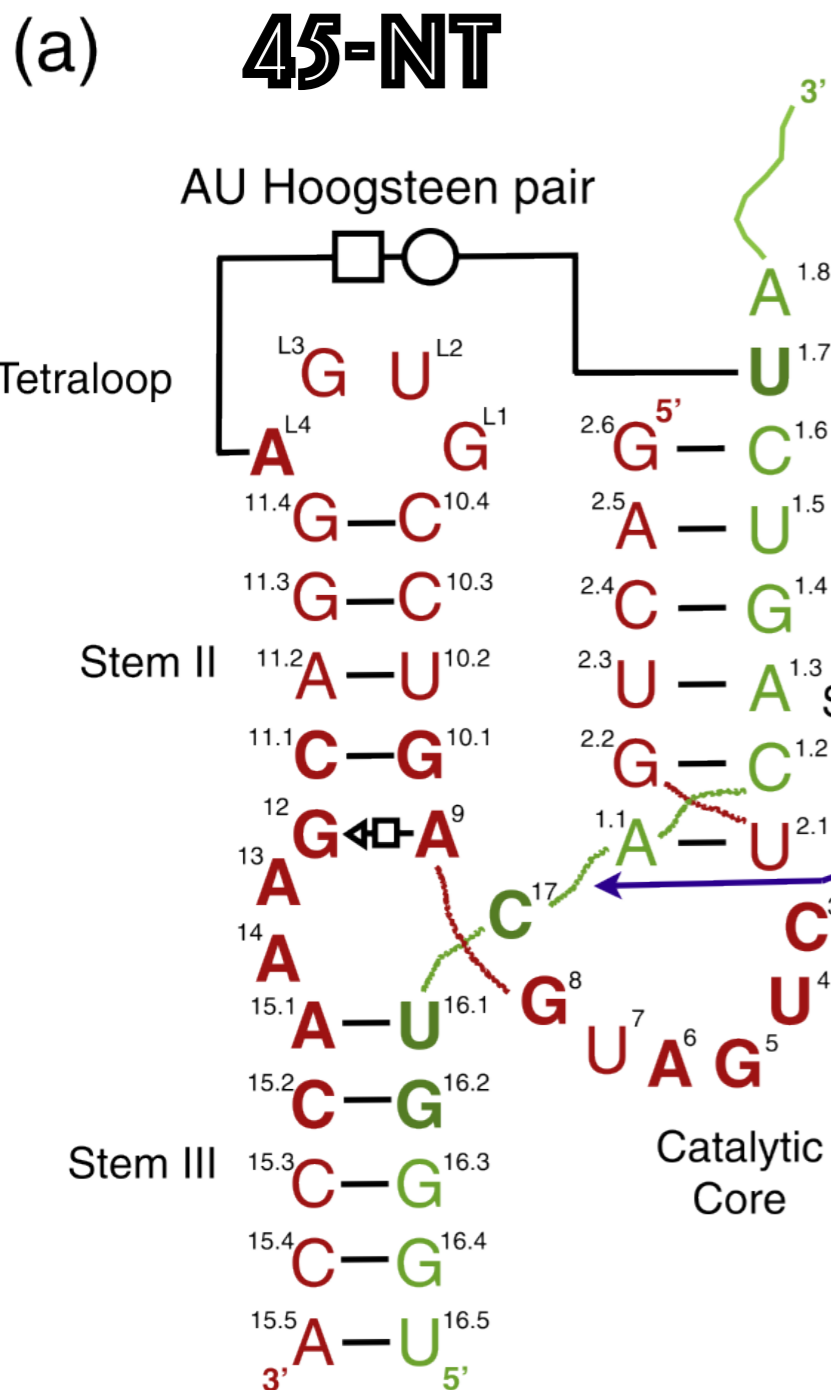 (a) 45-NT
3’
AU Hoogsteen pair
A 1.8
L3 G U L2 U 1.7
Tetraloop
A L4 G L1 2.6 G 5’ C 1.6
11.4 G C 10.4 2.5 A U 1.5
11.3 G C 10.3 2.4 C G 1.4
Stem II 11.2 A U 10.2 2.3 U A 1.3
11.1 C G 10.1 2.2 G C 1.2
12 G A 9 1.1 A U 2.1
13 A
C 17 C 3
14 A
G 8 U 4
15.1 A U 16.1 U 7 A 6 G 5
15.2 C G 16.2
Catalytic
Stem III 15.3 C G 16.3 Core
15.4 C G 16.4
15.5 A U 16.5
3’ 5’